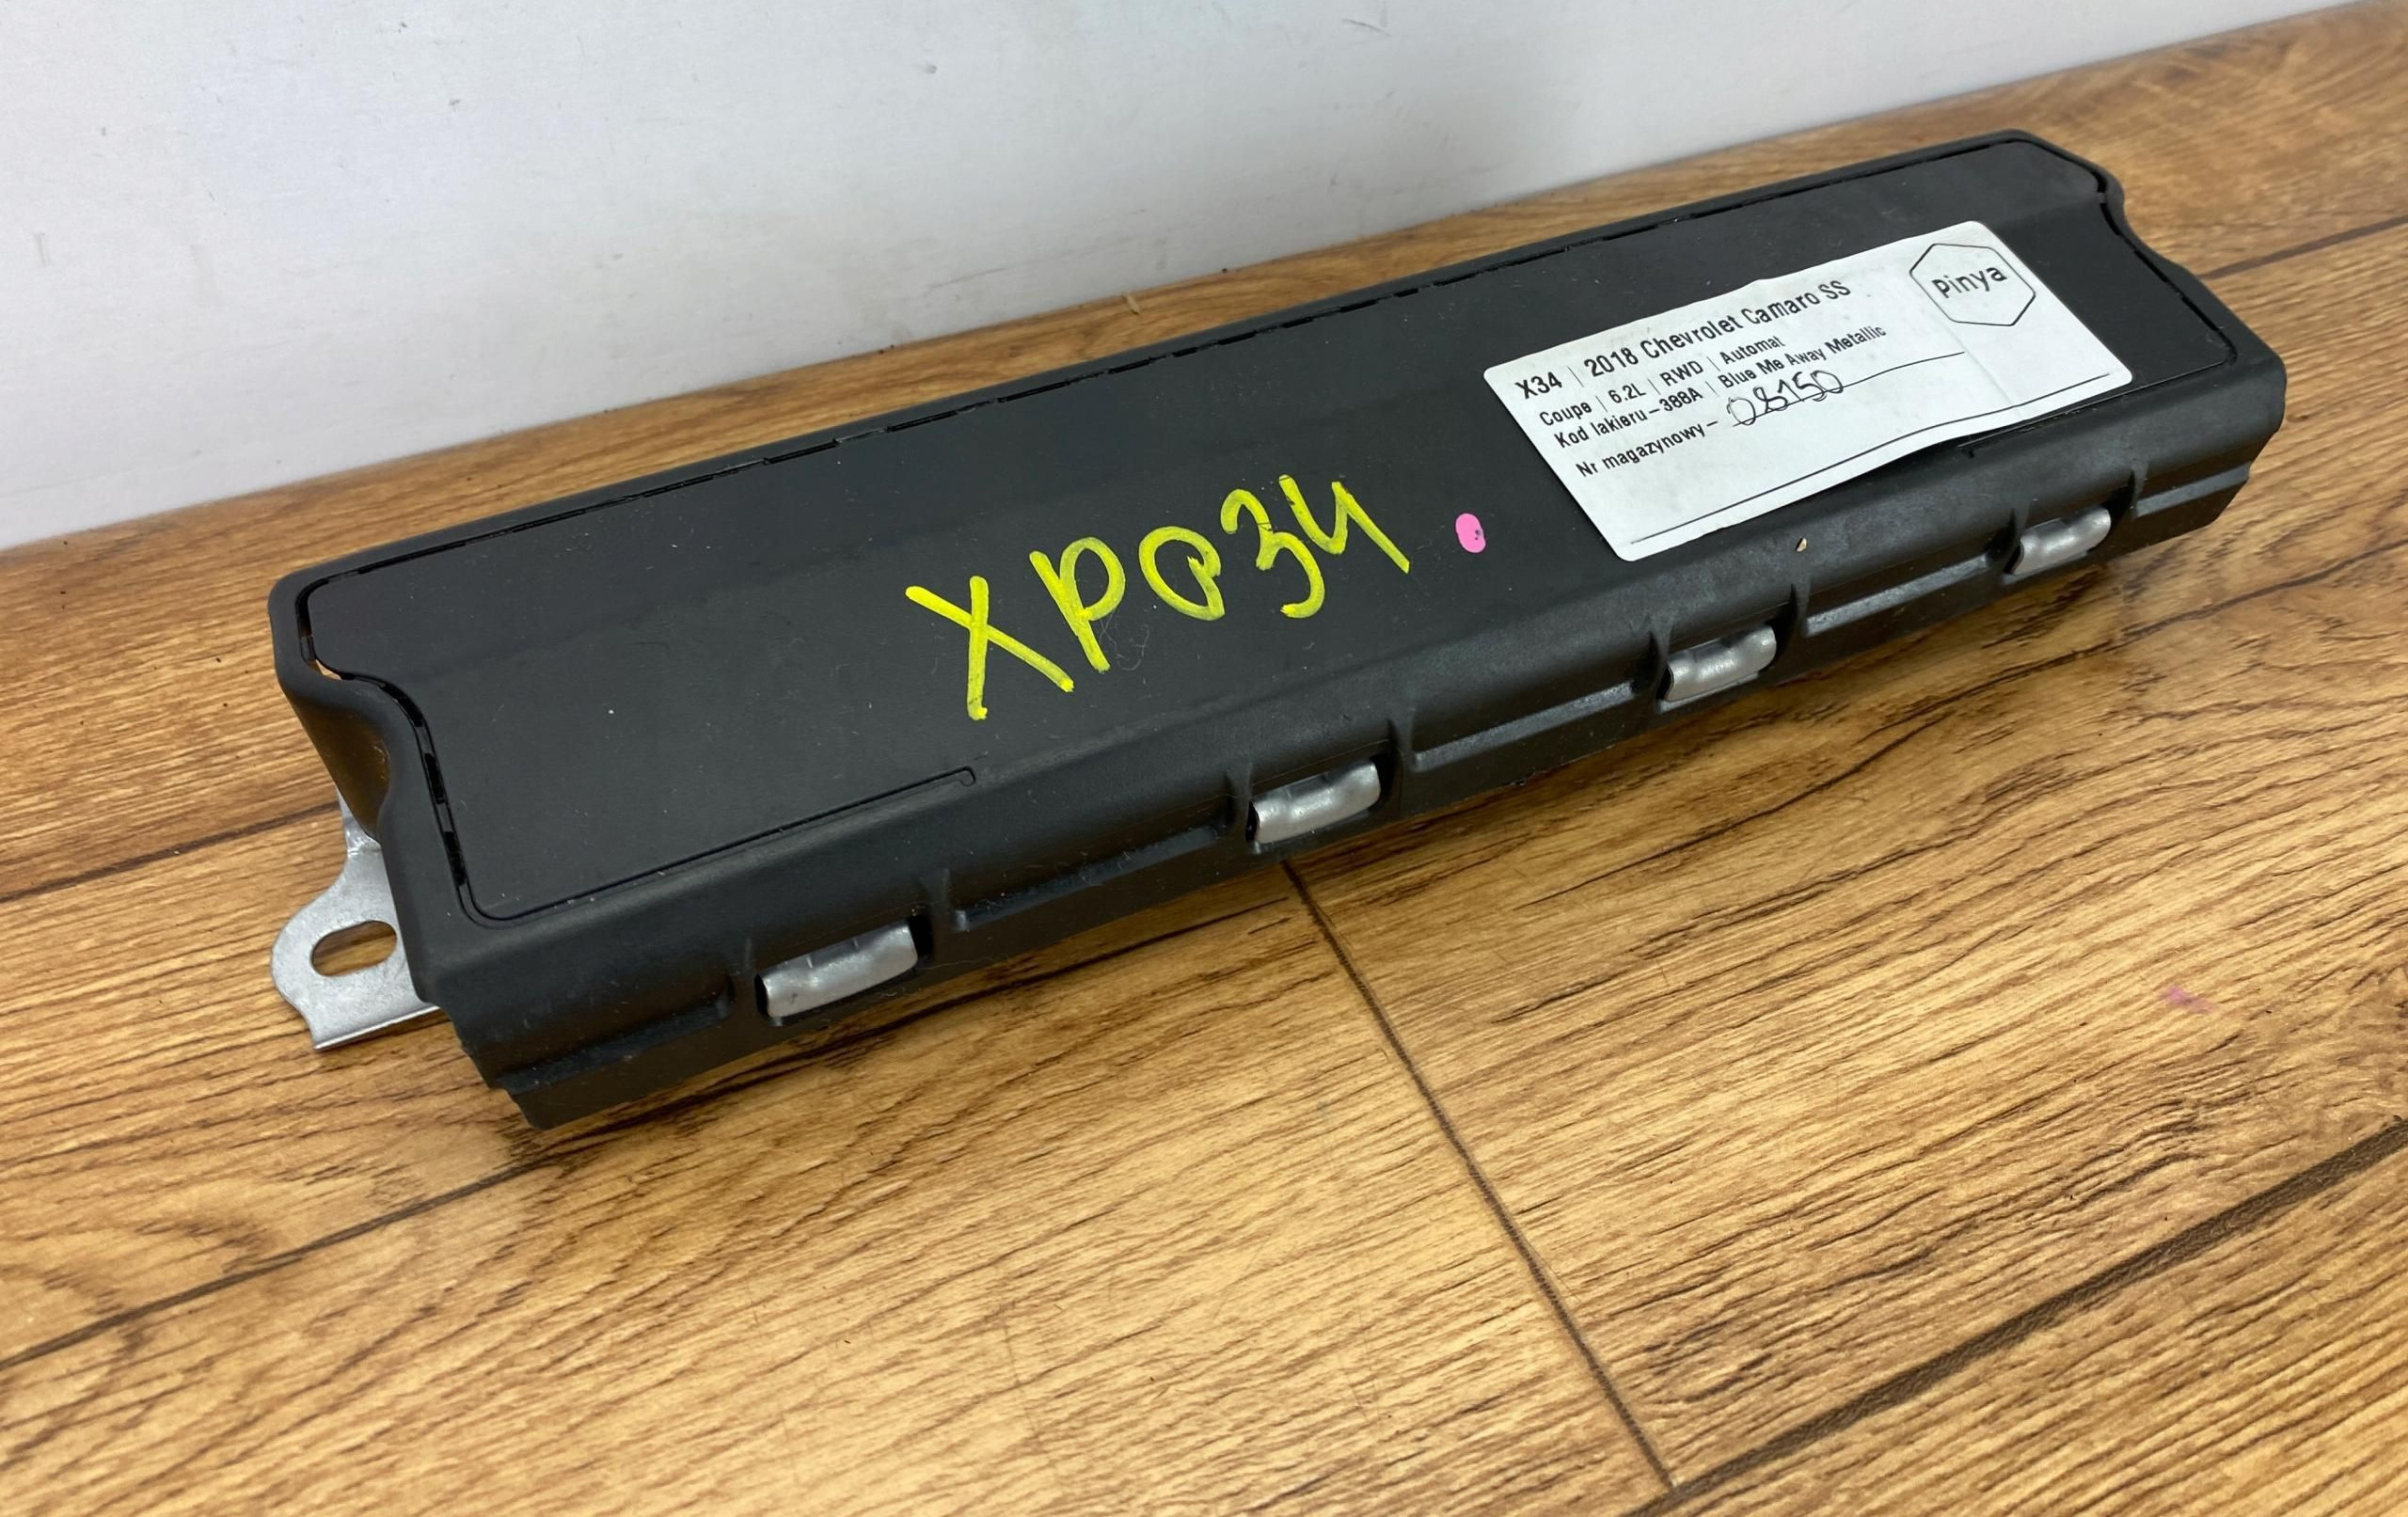 XP034
X34 | 2018 Chevrolet Camaro SS
Coupe | 6.2L | RWD | Automat
Kod lakieru – 388A | Blue Me Away Metallic
Nr magazynowy – 08150
Pinya